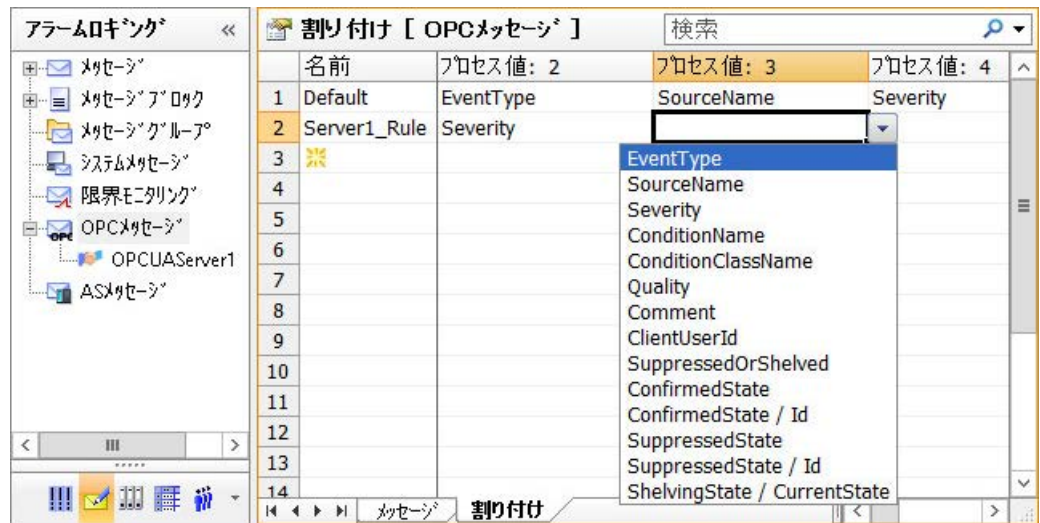 アラームロギング «
メッセージ
メッセージブロック
メッセージグループ
システムメッセージ
限界モニタリング
OPCメッセージ
OPCUAServer1
ASメッセージ
割り付け [ OPCメッセージ ]
検索
名前 プロセス値: 2 プロセス値: 3 プロセス値: 4
1 Default EventType SourceName Severity
2 Server1_Rule Severity
3
4
5
6
7
8
9
10
11
12
13
14
EventType
SourceName
Severity
ConditionName
ConditionClassName
Quality
Comment
ClientUserId
SuppressedOrShelved
ConfirmedState
ConfirmedState / Id
SuppressedState
SuppressedState / Id
ShelvingState / CurrentState
メッセージ 割り付け